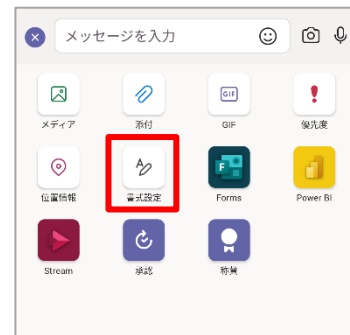 メッセージを入力
メディア
添付
GIF
GIF
優先度
位置情報
書式設定
Forms
Power BI
Stream
承認
称賛